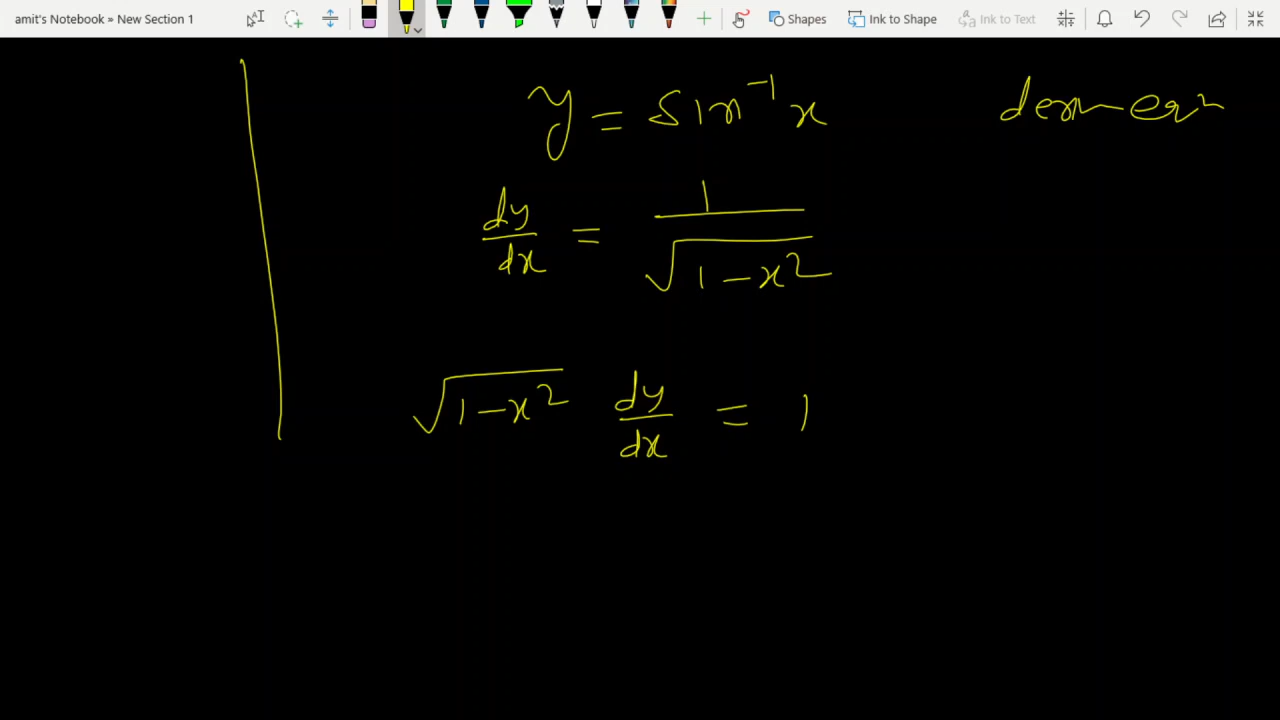 amit's Notebook » New Section 1
Shapes
Ink to Shape
Ink to Text
y = sin⁻¹ x
dy/dx = 1/√(1-x²)
√(1-x²) dy/dx = 1